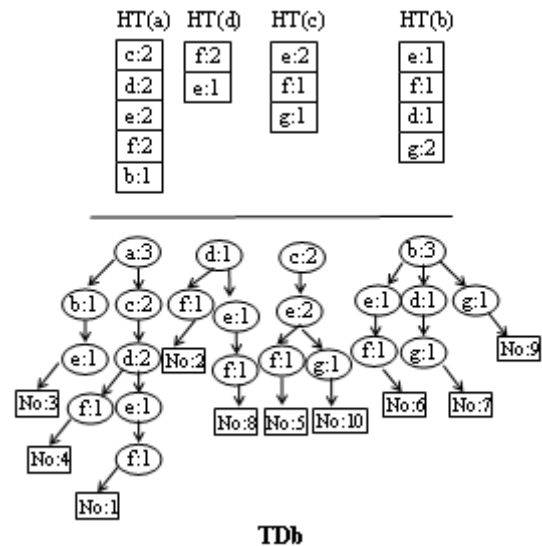 HT(a) HT(d) HT(c) HT(b)
c:2 f:2 e:2 e:1
d:2 e:1 f:1 f:1
e:2 g:1 d:1
f:2 g:2
b:1
a:3 d:1 c:2 b:3
b:1 c:2 f:1 e:1 e:2 e:1 d:1 g:1
e:1 d:2 No:2 f:1 f:1 g:1 f:1 g:1 No:9
No:3 f:1 e:1 No:8 No:5 No:10 No:6 No:7
No:4 f:1
No:1
TDb